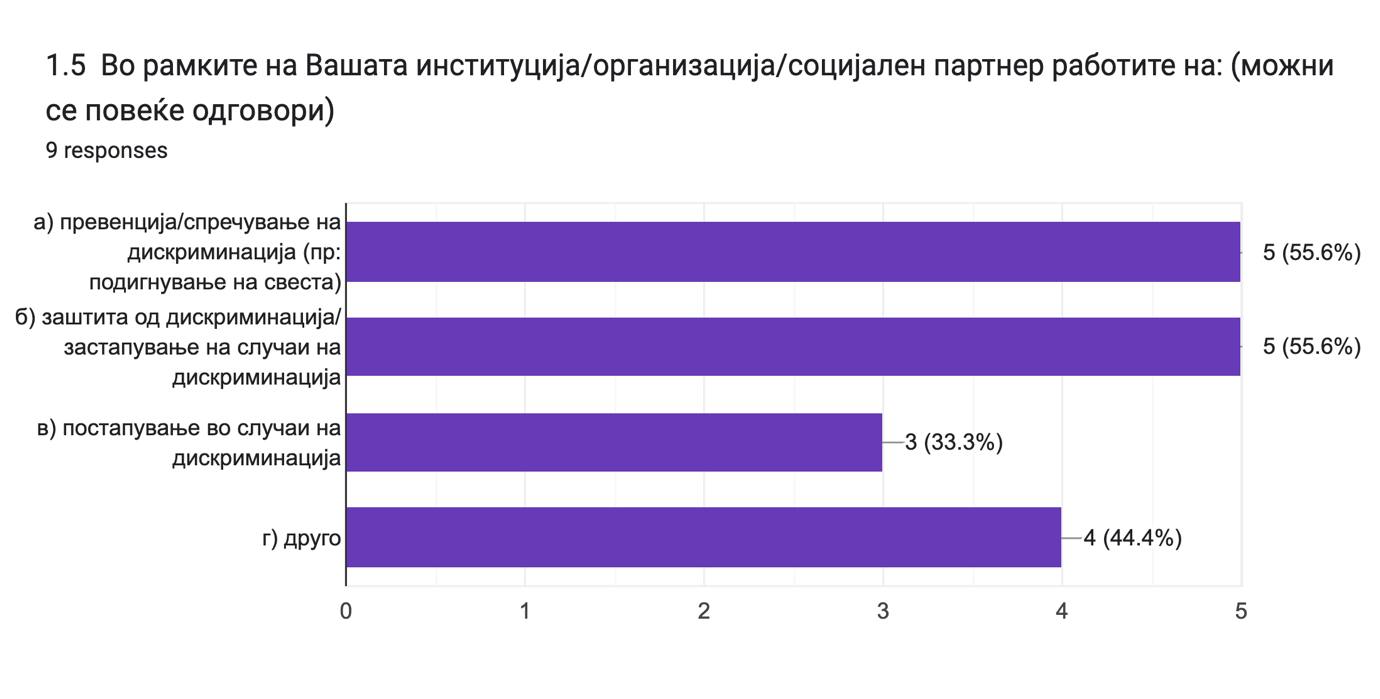 1.5  Во рамките на Вашата институција/организација/социјален партнер работите на: (можни
се повеќе одговори)
9 responses
а) превенција/спречување на
дискриминација (пр:
подигнување на свеста)
5 (55.6%)
б) заштита од дискриминација/
застапување на случаи на
дискриминација
5 (55.6%)
в) постапување во случаи на
дискриминација
3 (33.3%)
г) друго
4 (44.4%)
0 1 2 3 4 5